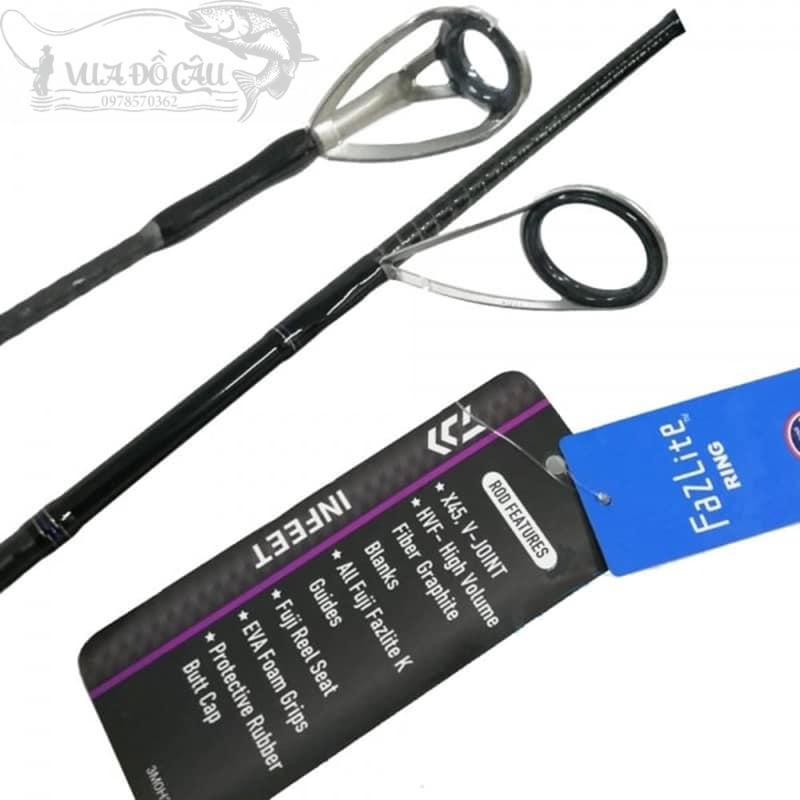 VUA ĐỒ CÂU
0978570362
FazLite
RING
INFEET
ROD FEATURES
★ X45, V-JOINT
★ HVF- High Volume
Fiber Graphite
Blanks
★ All Fuji Fazlite K
Guides
★ Fuji Reel Seat
★ EVA Foam Grips
★ Protective Rubber
Butt Cap